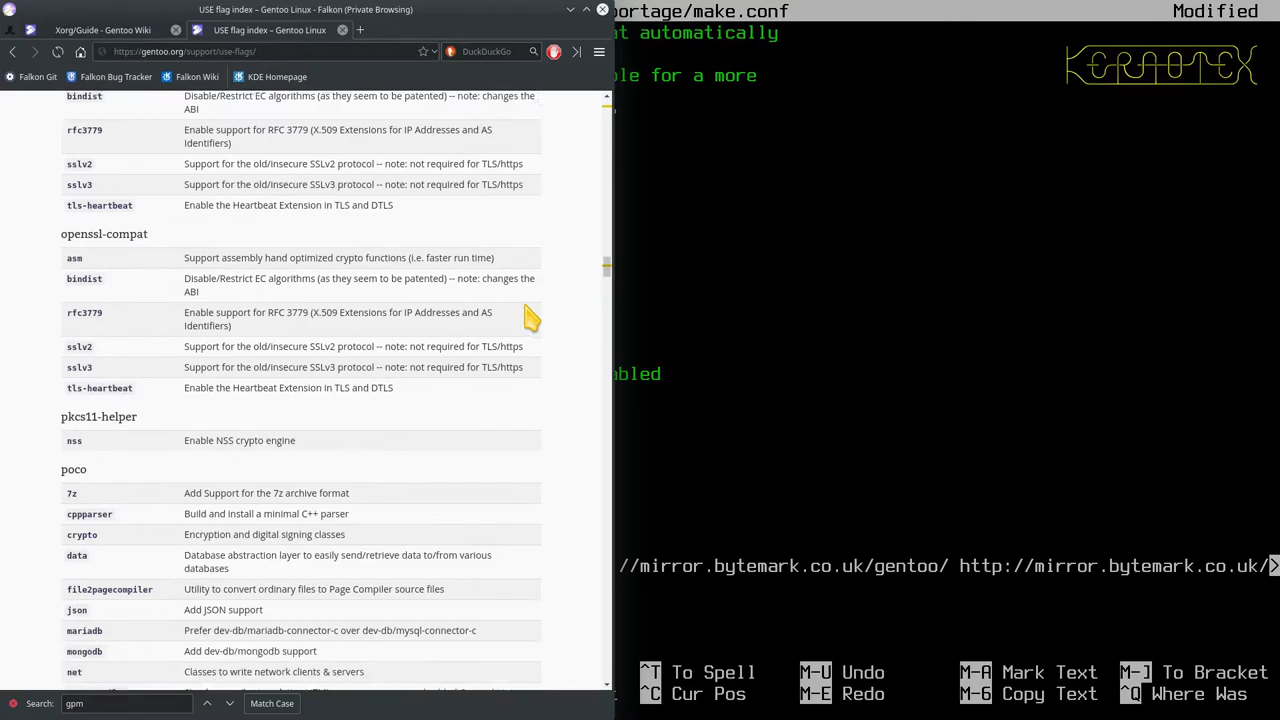 USE flag index – Gentoo Linux - Falkon (Private Browsing)
Xorg/Guide - Gentoo Wiki
USE flag index – Gentoo Linux
https://gentoo.org/support/use-flags/
DuckDuckGo
Falkon Git
Falkon Bug Tracker
Falkon Wiki
KDE Homepage
bindist Disable/Restrict EC algorithms (as they seem to be patented) -- note: changes the
ABI
rfc3779 Enable support for RFC 3779 (X.509 Extensions for IP Addresses and AS
Identifiers)
sslv2 Support for the old/insecure SSLv2 protocol -- note: not required for TLS/https
sslv3 Support for the old/insecure SSLv3 protocol -- note: not required for TLS/https
tls-heartbeat Enable the Heartbeat Extension in TLS and DTLS
openssl-compat
asm Support assembly hand optimized crypto functions (i.e. faster run time)
bindist Disable/Restrict EC algorithms (as they seem to be patented) -- note: changes the
ABI
rfc3779 Enable support for RFC 3779 (X.509 Extensions for IP Addresses and AS
Identifiers)
sslv2 Support for the old/insecure SSLv2 protocol -- note: not required for TLS/https
sslv3 Support for the old/insecure SSLv3 protocol -- note: not required for TLS/https
tls-heartbeat Enable the Heartbeat Extension in TLS and DTLS
pkcs11-helper
nss Enable NSS crypto engine
poco
7z Add Support for the 7z archive format
cppparser Build and install a minimal C++ parser
crypto Encryption and digital signing classes
data Database abstraction layer to easily send/retrieve data to/from various
databases
file2pagecompiler Utility to convert ordinary files to Page Compiler source files
json Add JSON support
mariadb Prefer dev-db/mariadb-connector-c over dev-db/mysql-connector-c
mongodb Add dev-db/mongodb support
net Classes to write network clients & servers
Search: gpm Match Case
ortage/make.conf Modified
nt automatically
ble for a more
KERNOTEX
abled
//mirror.bytemark.co.uk/gentoo/ http://mirror.bytemark.co.uk/>
^T To Spell M-U Undo M-A Mark Text M-] To Bracket
^C Cur Pos M-E Redo M-6 Copy Text ^Q Where Was